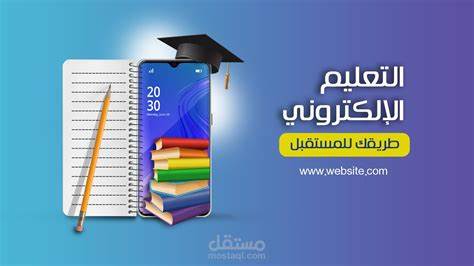 التعليم
الإلكتروني
طريقك للمستقبل
www.website.com
20
30
مستقل
mostaql.com